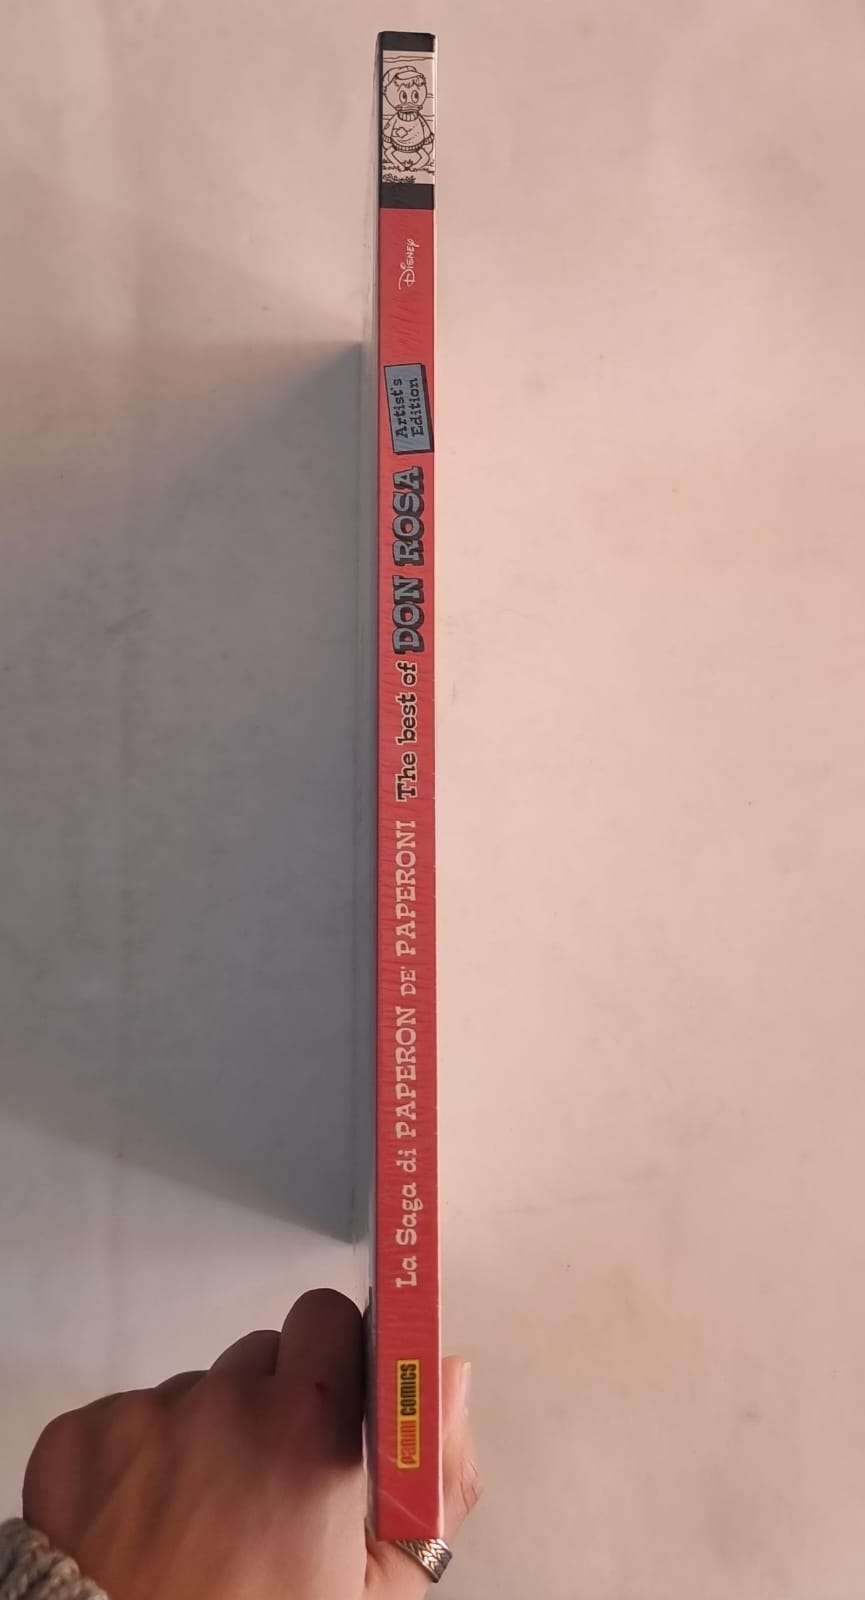 panini comics
La Saga di PAPERON DE' PAPERONI
The best of DON ROSA
Artist's
Edition
Disney